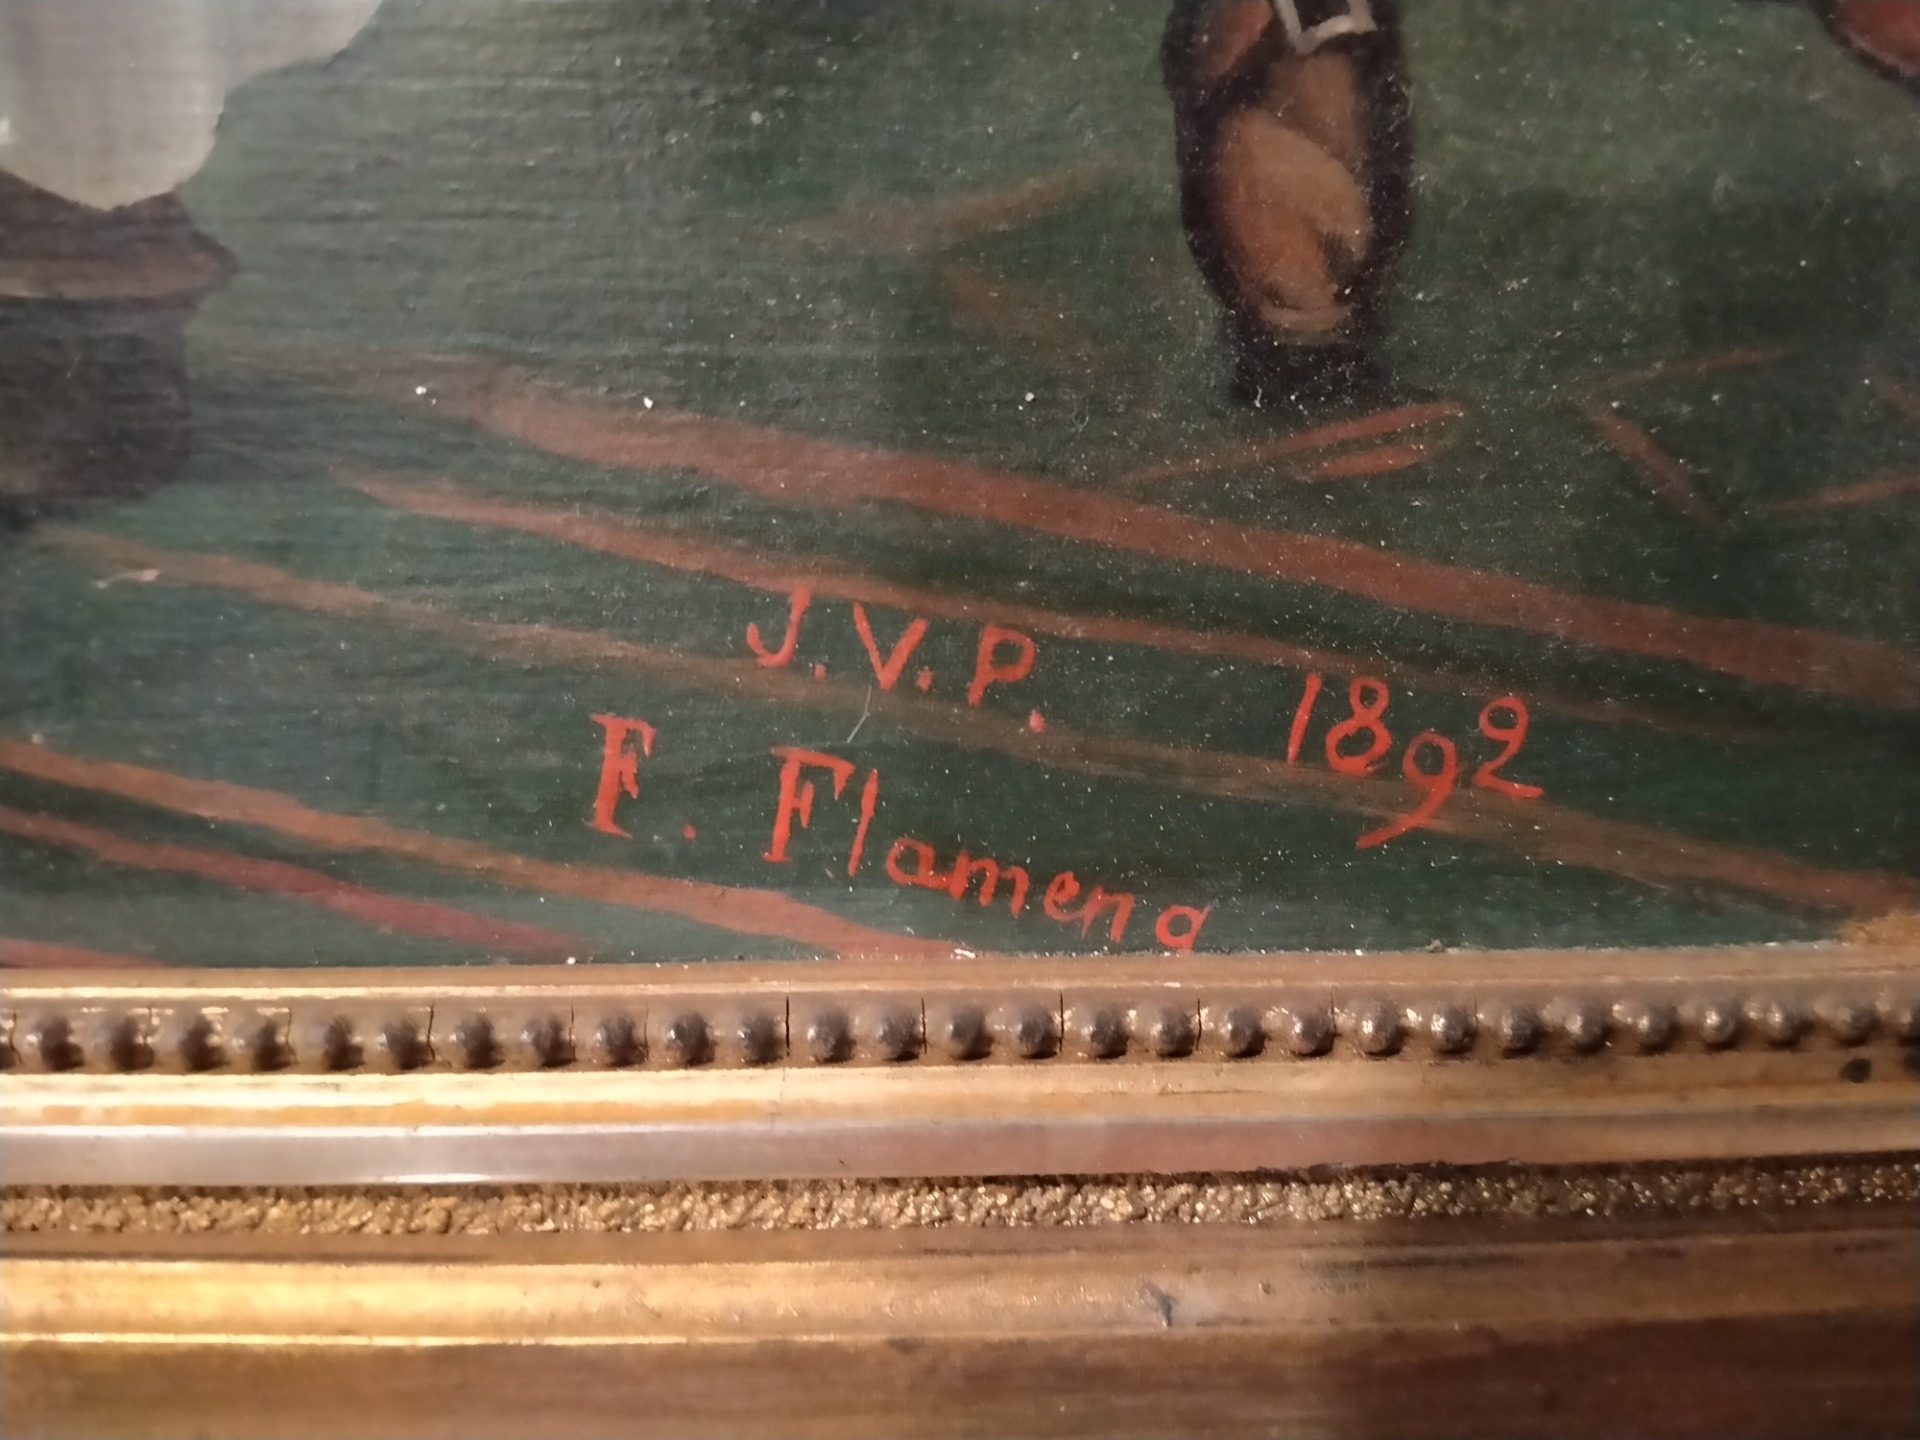 J. V. P. 1892
F. Flameng